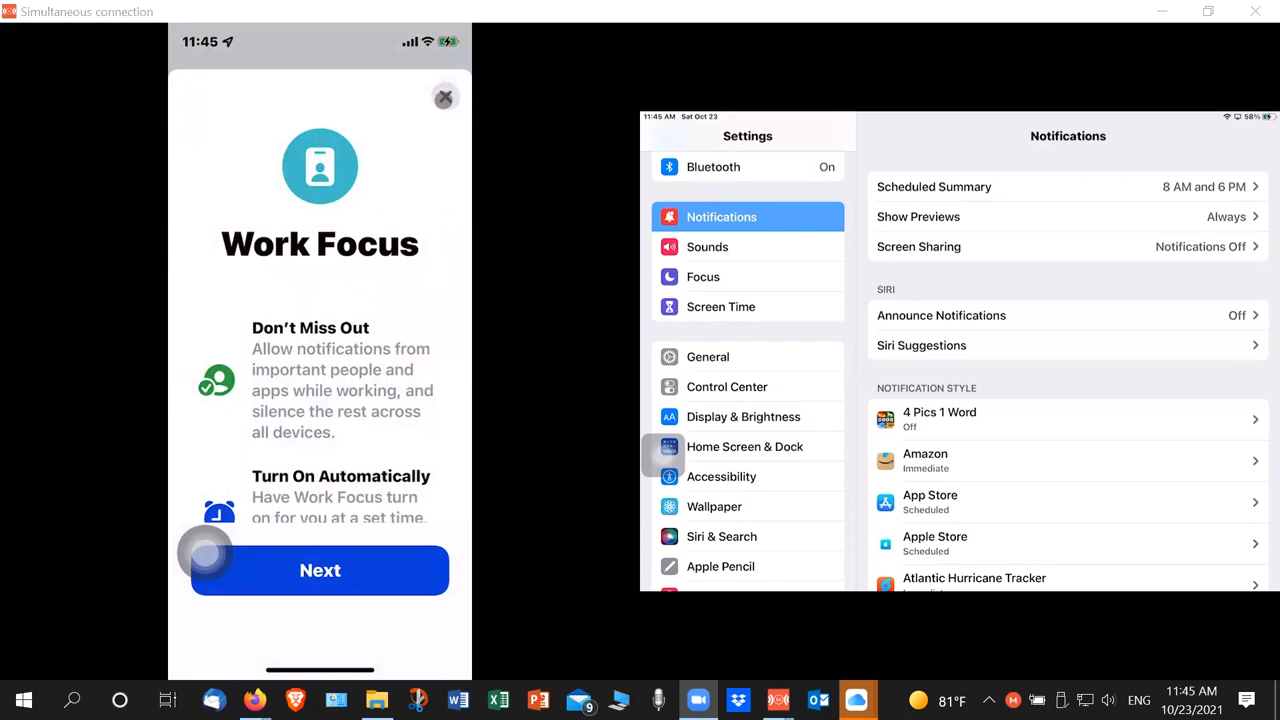 Simultaneous connection
11:45
Work Focus
Don't Miss Out
Allow notifications from
important people and
apps while working, and
silence the rest across
all devices.
Turn On Automatically
Have Work Focus turn
on for you at a set time,
Next
11:45 AM Sat Oct 23
58%
Settings
Bluetooth On
Notifications
Sounds
Focus
Screen Time
General
Control Center
AA Display & Brightness
Home Screen & Dock
Accessibility
Wallpaper
Siri & Search
Apple Pencil
Notifications
Scheduled Summary 8 AM and 6 PM
Show Previews Always
Screen Sharing Notifications Off
SIRI
Announce Notifications Off
Siri Suggestions
NOTIFICATION STYLE
4 Pics 1 Word
Off
Amazon
Immediate
App Store
Scheduled
Apple Store
Scheduled
Atlantic Hurricane Tracker
9
81°F
ENG
11:45 AM
10/23/2021